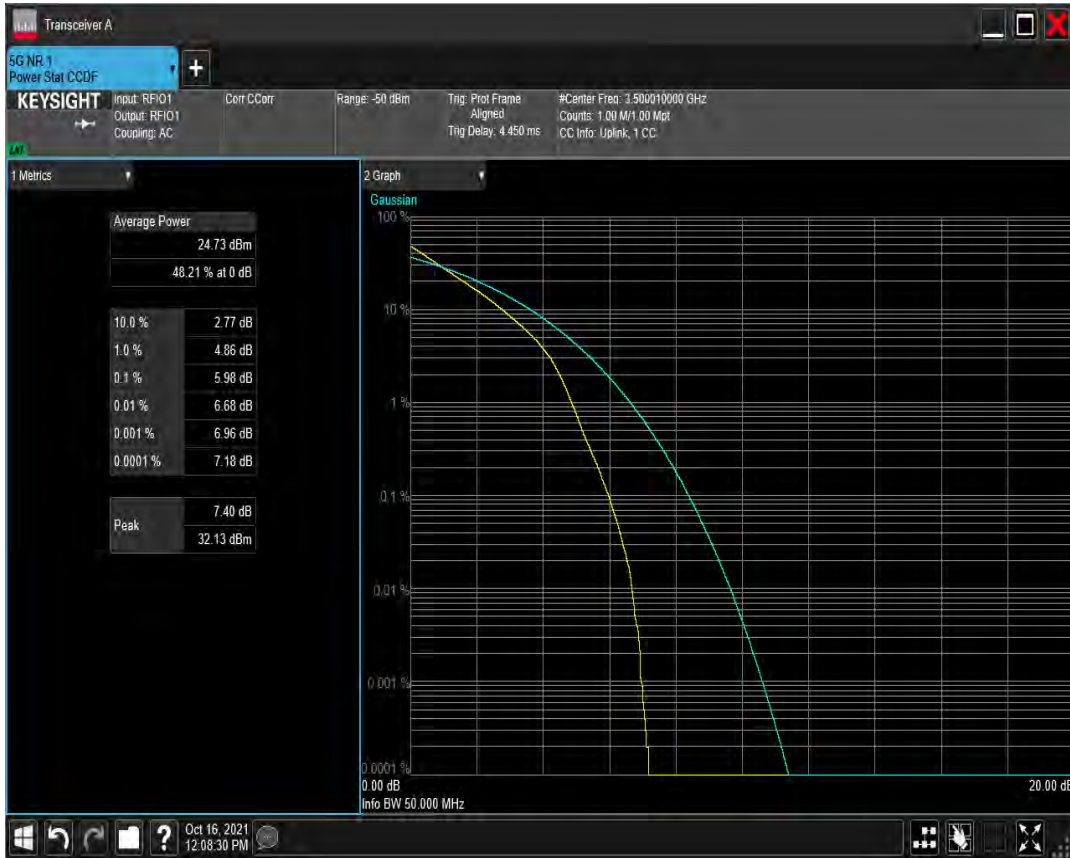 Transceiver A
5G NR 1
Power Stat CCDF
KEYSIGHT
Input: RFIO1
Output: RFIO1
Coupling: AC
Corr CCorr
Range: -50 dBm
Trig: Prot Frame
Aligned
Trig Delay: 4.450 ms
#Center Freq: 3.500010000 GHz
Counts: 1.00 M/1.00 Mpt
CC Info: Uplink, 1 CC
LNI
1 Metrics
Average Power
24.73 dBm
48.21 % at 0 dB
10.0 % 2.77 dB
1.0 % 4.86 dB
0.1 % 5.98 dB
0.01 % 6.68 dB
0.001 % 6.96 dB
0.0001 % 7.18 dB
Peak 7.40 dB
32.13 dBm
2 Graph
Gaussian
100 %
10 %
1 %
0.1 %
0.01 %
0.001 %
0.0001 %
0.00 dB 20.00 dB
Info BW 50.000 MHz
Oct 16, 2021
12:08:30 PM